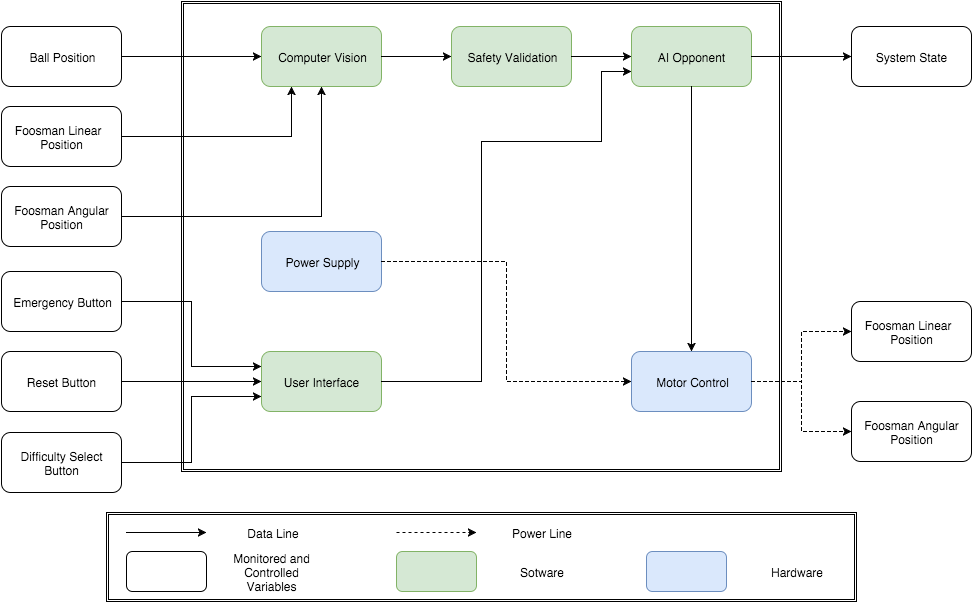 Ball Position
Computer Vision
Safety Validation
AI Opponent
System State
Foosman Linear
Position
Foosman Angular
Position
Power Supply
Emergency Button
Foosman Linear
Position
Reset Button
User Interface
Motor Control
Foosman Angular
Position
Difficulty Select
Button
Data Line
Power Line
Monitored and
Controlled
Variables
Sotware
Hardware